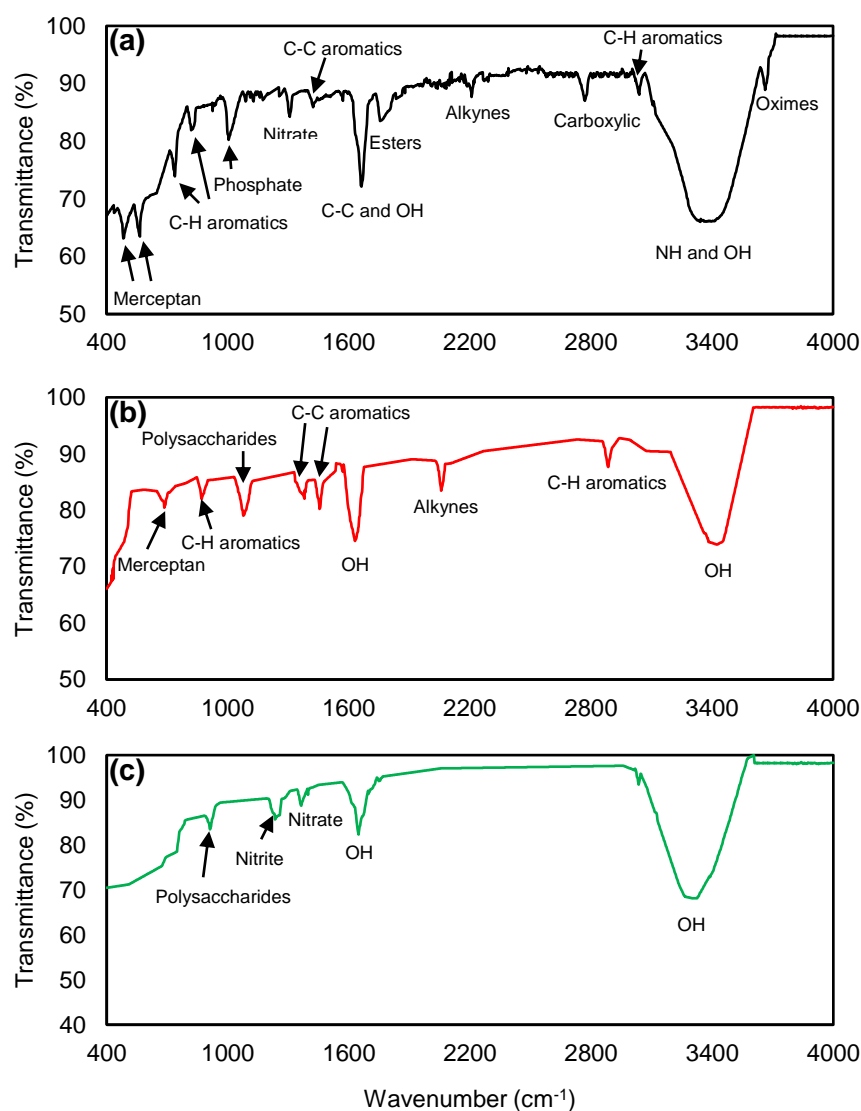 (a)
C-C aromatics
C-H aromatics
Nitrate
Esters
Alkynes
Carboxylic
Oximes
Phosphate
C-H aromatics
C-C and OH
NH and OH
Merceptan
Transmittance (%)
100
90
80
70
60
50
400 1000 1600 2200 2800 3400 4000
(b)
C-C aromatics
Polysaccharides
Alkynes
C-H aromatics
C-H aromatics
Merceptan
OH
OH
Transmittance (%)
100
90
80
70
60
50
400 1000 1600 2200 2800 3400 4000
(c)
Nitrate
Nitrite
OH
Polysaccharides
OH
Transmittance (%)
100
90
80
70
60
50
40
400 1000 1600 2200 2800 3400 4000
Wavenumber (cm⁻¹)